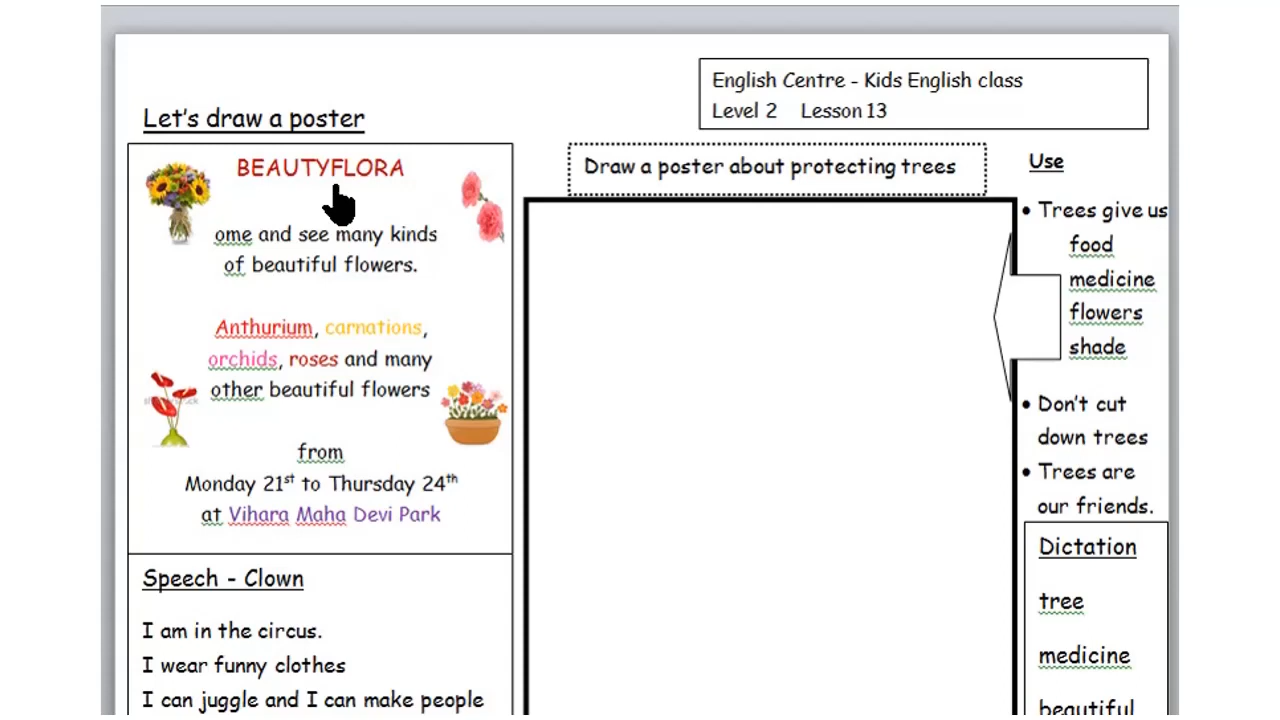 English Centre - Kids English class
Level 2 Lesson 13
Let's draw a poster
BEAUTYFLORA
ome and see many kinds
of beautiful flowers.
Anthurium, carnations,
orchids, roses and many
other beautiful flowers
from
Monday 21st to Thursday 24th
at Vihara Maha Devi Park
Speech - Clown
I am in the circus.
I wear funny clothes
I can juggle and I can make people
Draw a poster about protecting trees
Use
• Trees give us
food
medicine
flowers
shade
• Don't cut
down trees
• Trees are
our friends.
Dictation
tree
medicine
beautiful